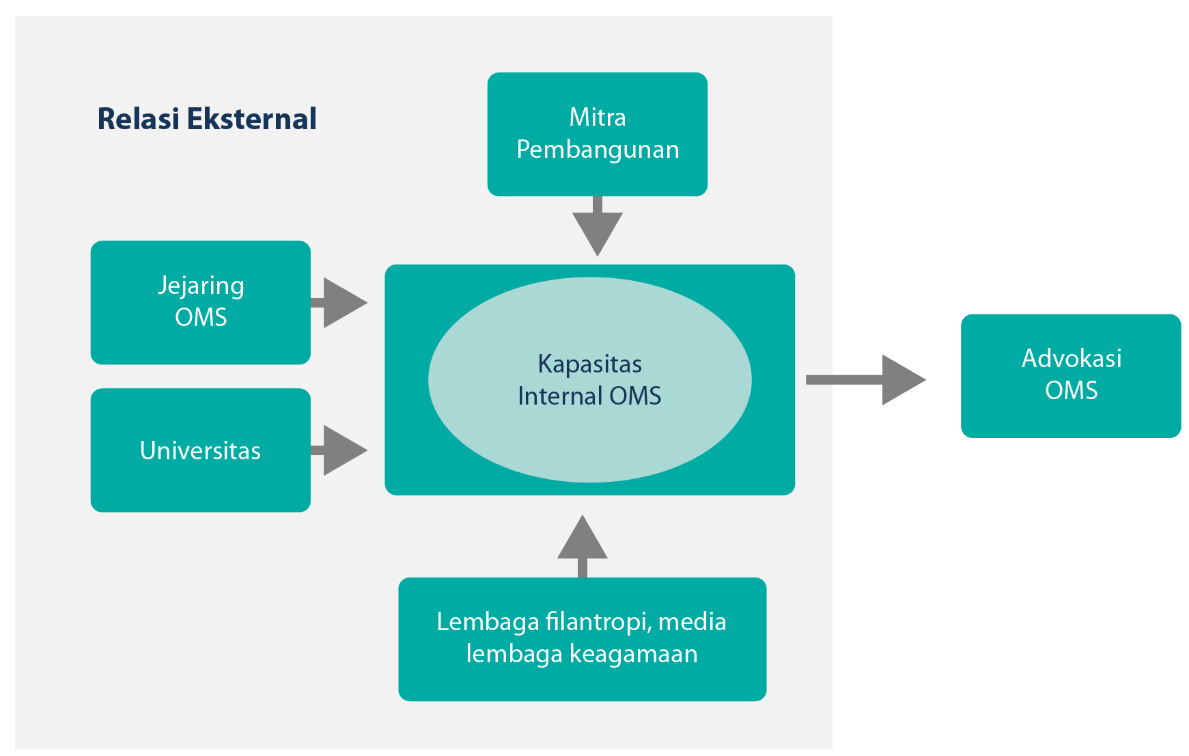 Relasi Eksternal
Mitra
Pembangunan
Jejaring
OMS
Universitas
Kapasitas
Internal OMS
Advokasi
OMS
Lembaga filantropi, media
lembaga keagamaan